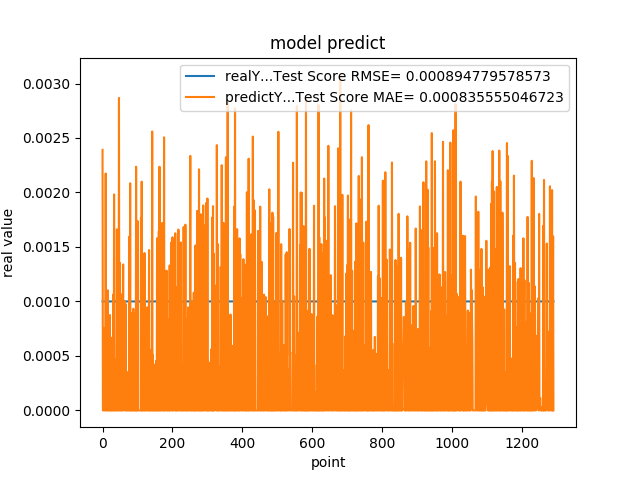 model predict
realY...Test Score RMSE= 0.000894779578573
predictY...Test Score MAE= 0.000835555046723
0.0030
0.0025
0.0020
0.0015
0.0010
0.0005
0.0000
real value
0 200 400 600 800 1000 1200
point